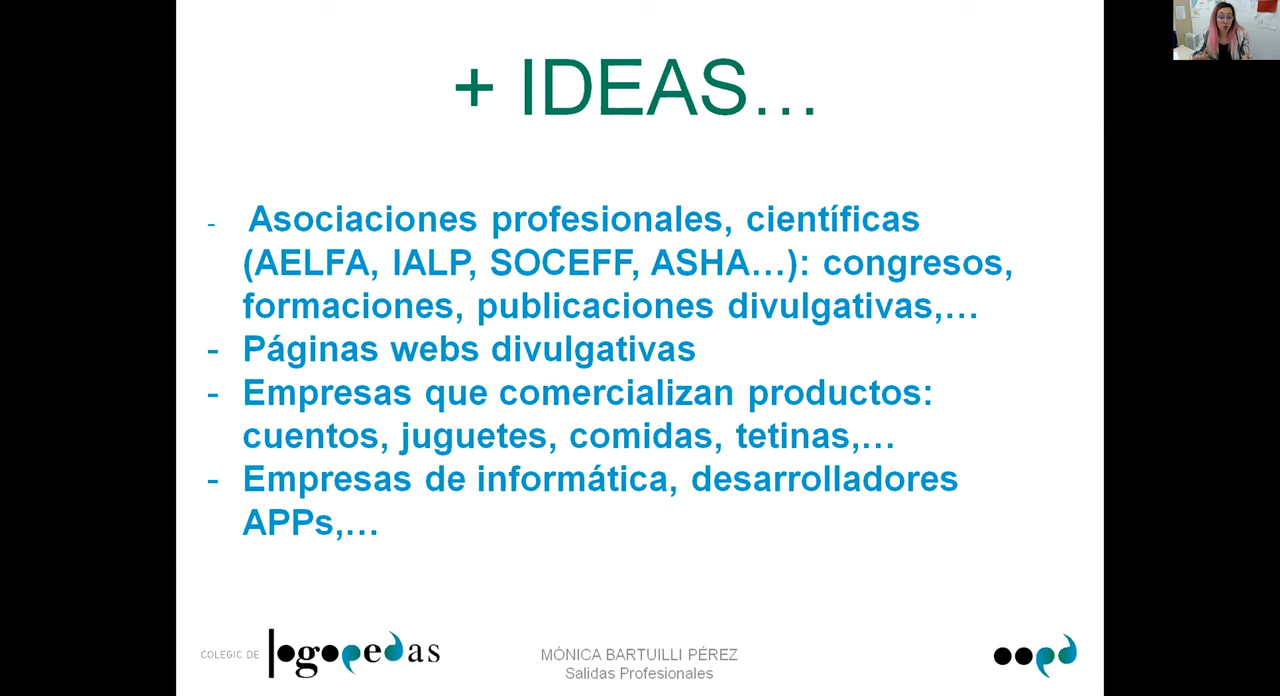 + IDEAS…
- Asociaciones profesionales, científicas
(AELFA, IALP, SOCEFF, ASHA…): congresos,
formaciones, publicaciones divulgativas,…
- Páginas webs divulgativas
- Empresas que comercializan productos:
cuentos, juguetes, comidas, tetinas,…
- Empresas de informática, desarrolladores
APPs,…
COLEGIC DE logopedas
MÓNICA BARTUILLI PÉREZ
Salidas Profesionales